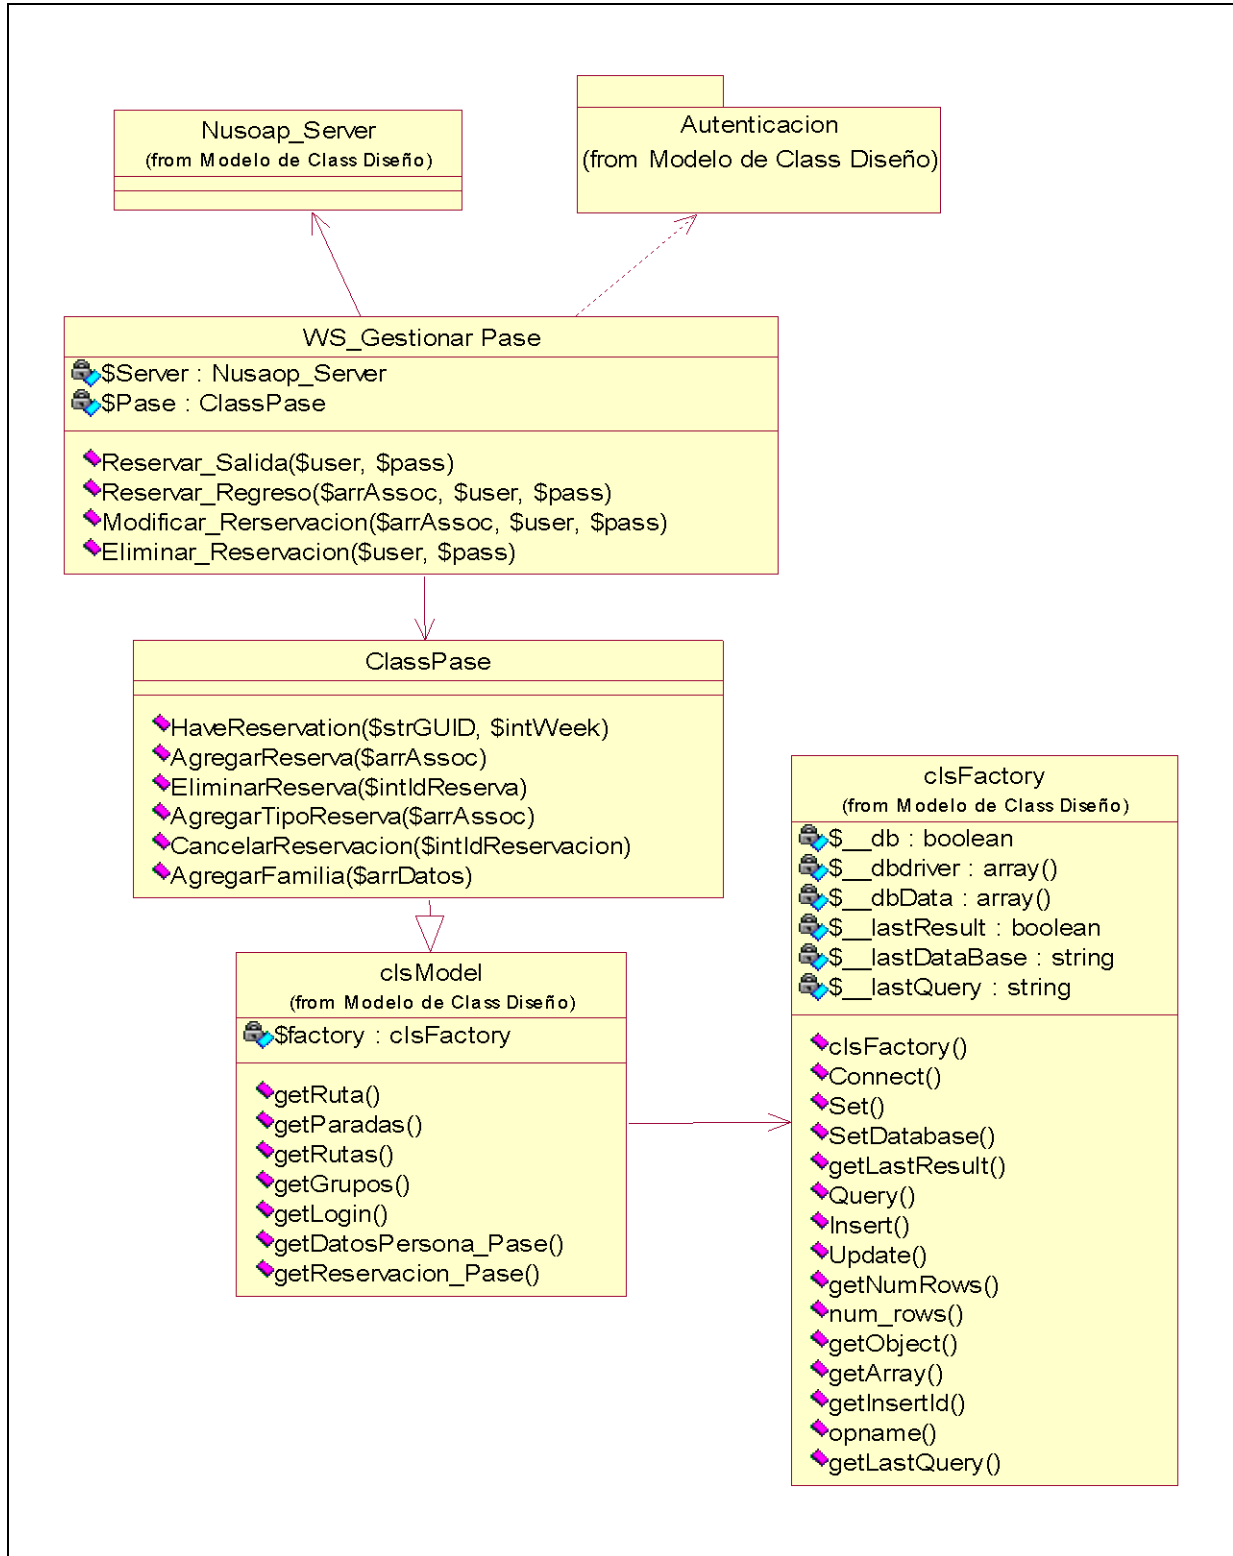 Nusoap_Server
(from Modelo de Class Diseño)
Autenticacion
(from Modelo de Class Diseño)
WS_Gestionar Pase
$Server : Nusaop_Server
$Pase : ClassPase
Reservar_Salida($user, $pass)
Reservar_Regreso($arrAssoc, $user, $pass)
Modificar_Rerservacion($arrAssoc, $user, $pass)
Eliminar_Reservacion($user, $pass)
ClassPase
HaveReservation($strGUID, $intWeek)
AgregarReserva($arrAssoc)
EliminarReserva($intIdReserva)
AgregarTipoReserva($arrAssoc)
CancelarReservacion($intIdReservacion)
AgregarFamilia($arrDatos)
clsModel
(from Modelo de Class Diseño)
$factory : clsFactory
getRuta()
getParadas()
getRutas()
getGrupos()
getLogin()
getDatosPersona_Pase()
getReservacion_Pase()
clsFactory
(from Modelo de Class Diseño)
$__db : boolean
$__dbdriver : array()
$__dbData : array()
$__lastResult : boolean
$__lastDataBase : string
$__lastQuery : string
clsFactory()
Connect()
Set()
SetDatabase()
getLastResult()
Query()
Insert()
Update()
getNumRows()
num_rows()
getObject()
getArray()
getInsertId()
opname()
getLastQuery()